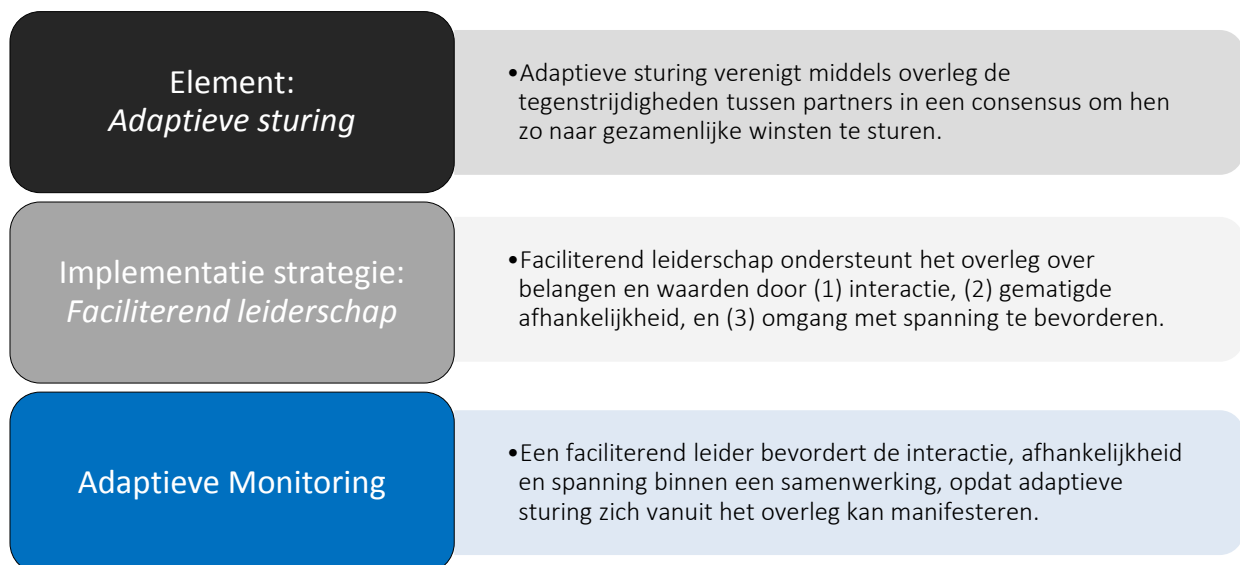 Element:
Adaptieve sturing
•Adaptieve sturing verenigt middels overleg de
tegenstrijdigheden tussen partners in een consensus om hen
zo naar gezamenlijke winsten te sturen.
Implementatie strategie:
Faciliterend leiderschap
•Faciliterend leiderschap ondersteunt het overleg over
belangen en waarden door (1) interactie, (2) gematigde
afhankelijkheid, en (3) omgang met spanning te bevorderen.
Adaptieve Monitoring
•Een faciliterend leider bevordert de interactie, afhankelijkheid
en spanning binnen een samenwerking, opdat adaptieve
sturing zich vanuit het overleg kan manifesteren.